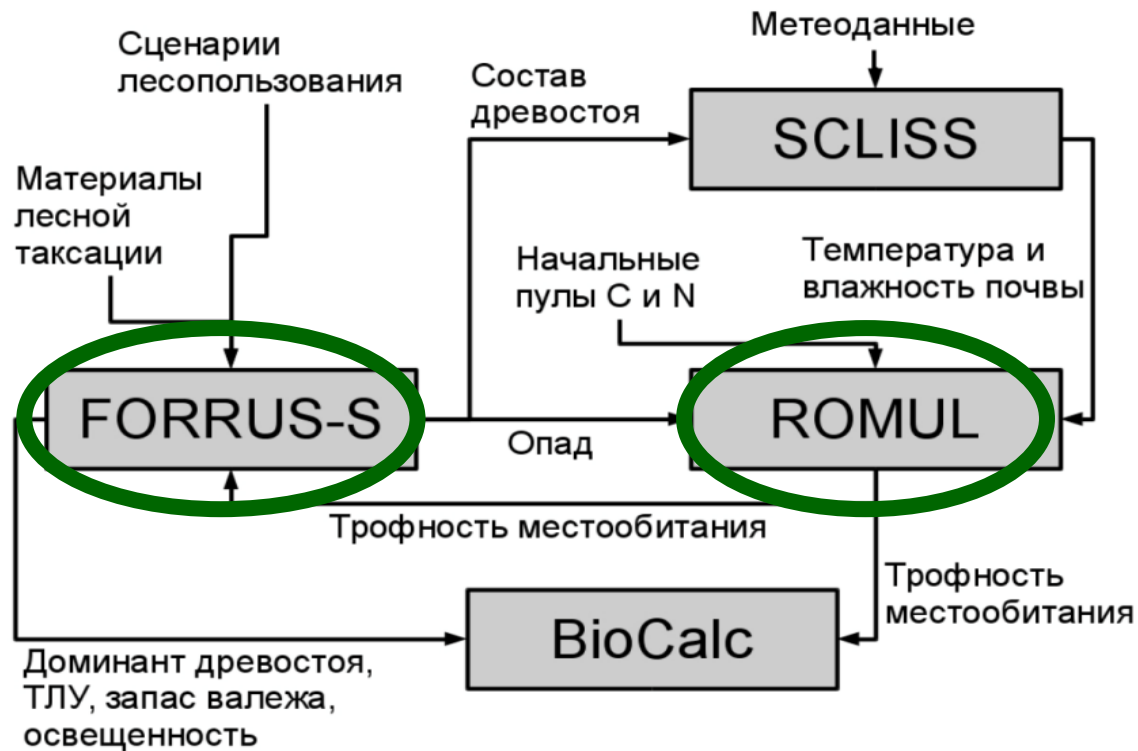 Сценарии
лесопользования
Метеоданные
Состав
древостоя
SCLISS
Материалы
лесной
таксации
Начальные
пулы C и N
Температура и
влажность почвы
FORRUS-S
Опад
ROMUL
Трофность местообитания
Трофность
местообитания
BioCalc
Доминант древостоя,
ТЛУ, запас валежа,
освещенность